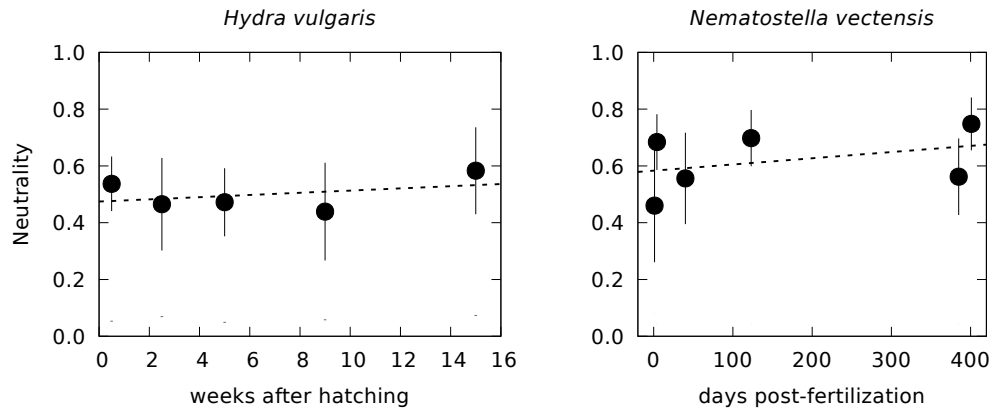 Hydra vulgaris
Nematostella vectensis
1.0
0.8
0.6
0.4
0.2
0.0
Neutrality
0 2 4 6 8 10 12 14 16
weeks after hatching
1.0
0.8
0.6
0.4
0.2
0.0
0 100 200 300 400
days post-fertilization